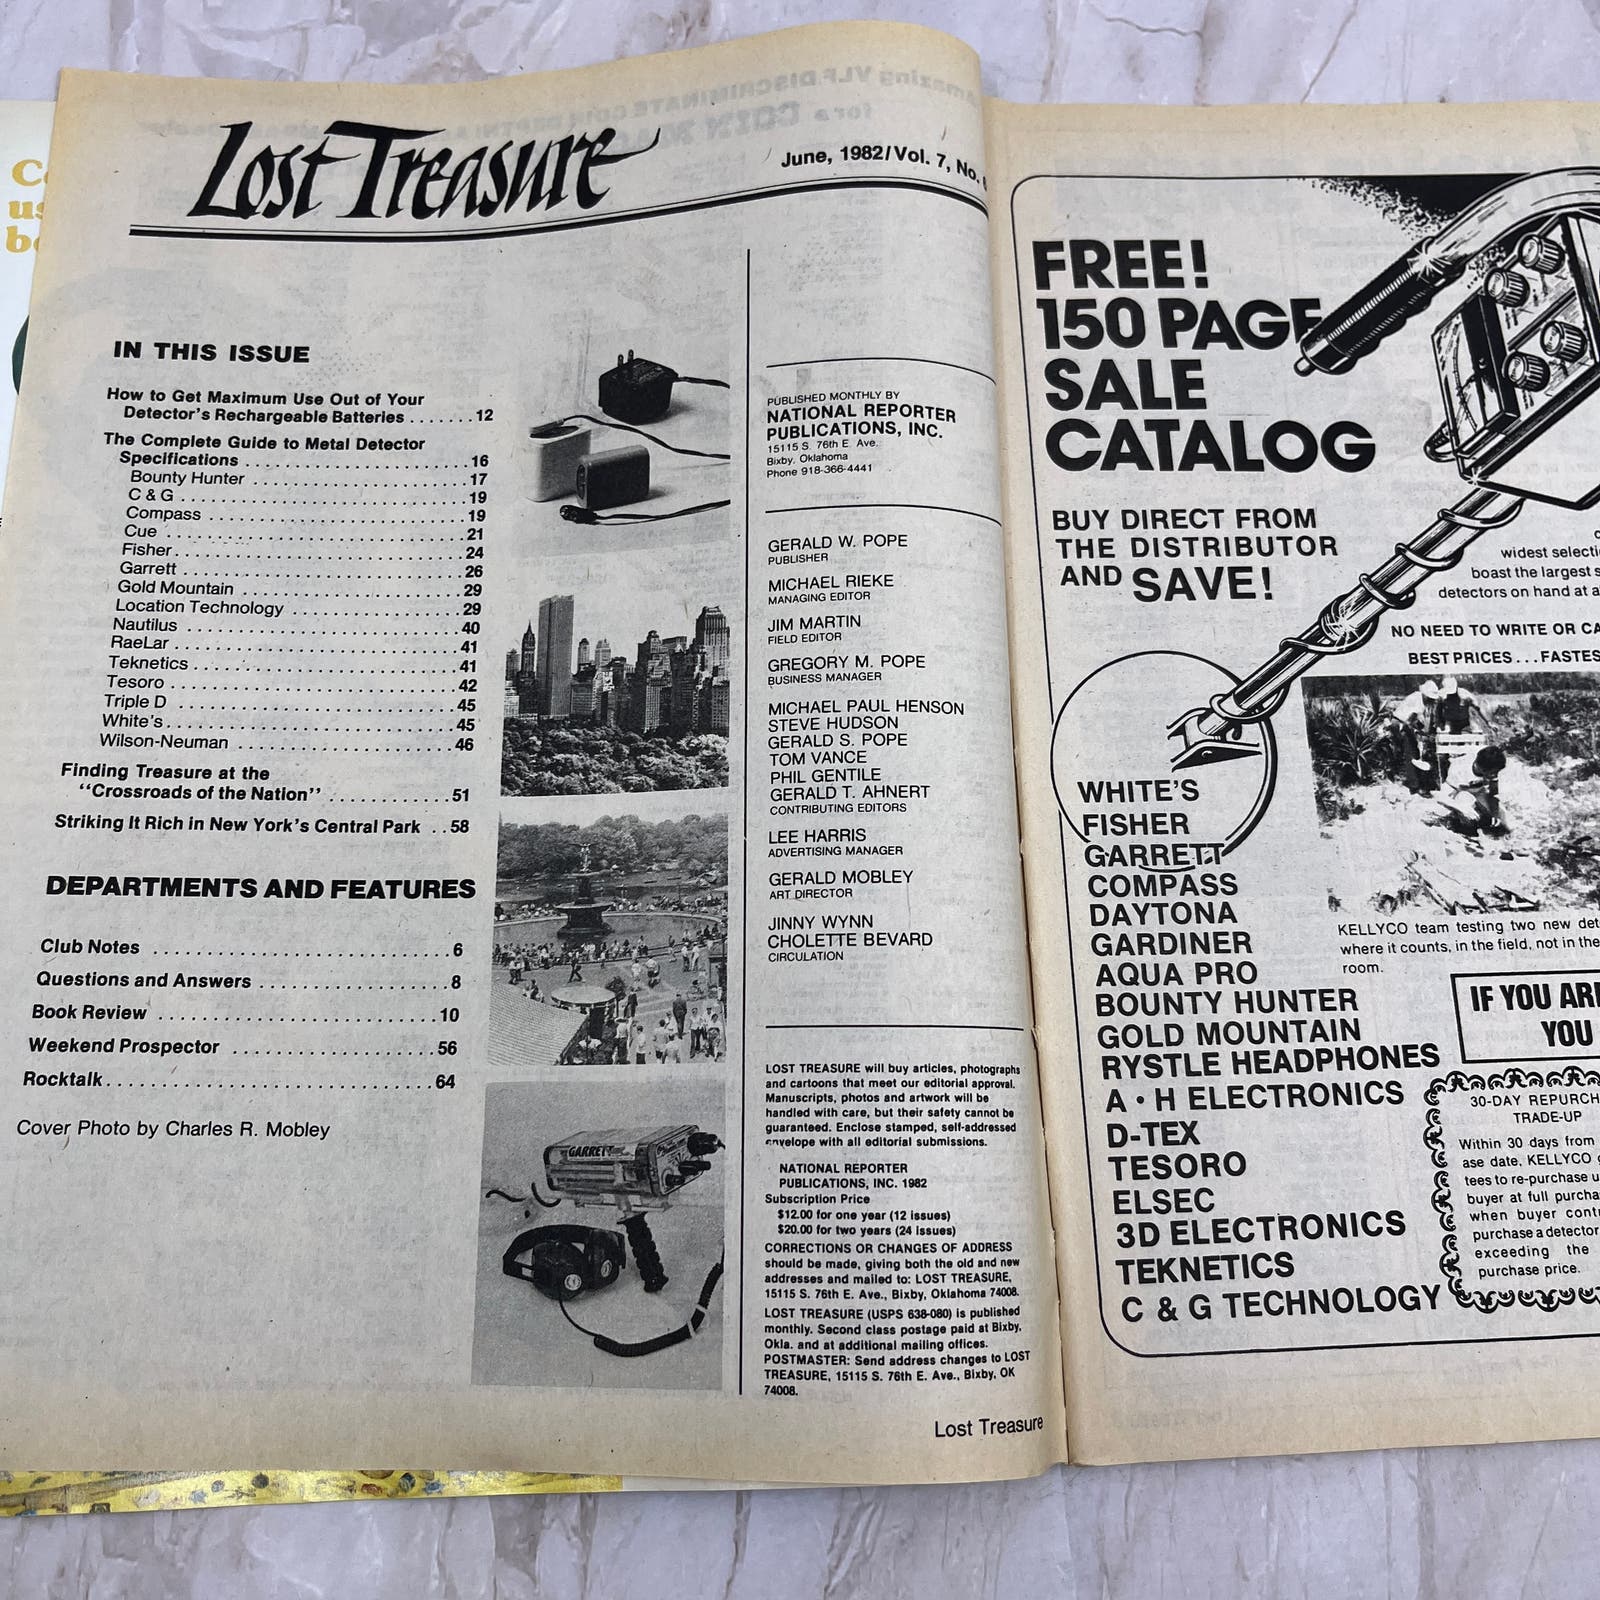 Lost Treasure
June, 1982/Vol. 7, No.
IN THIS ISSUE
How to Get Maximum Use Out of Your
Detector's Rechargeable Batteries ....... 12
The Complete Guide to Metal Detector
Specifications ........................ 16
Bounty Hunter ........................ 17
C & G ................................ 19
Compass ............................. 19
Cue .................................. 21
Fisher ................................ 24
Garrett ............................... 26
Gold Mountain ........................ 29
Location Technology .................. 29
Nautilus .............................. 40
RaeLar ............................... 41
Teknetics ............................. 41
Tesoro ................................ 42
Triple D .............................. 45
White's ............................... 45
Wilson-Neuman ....................... 46
Finding Treasure at the
"Crossroads of the Nation" ............ 51
Striking It Rich in New York's Central Park .. 58
DEPARTMENTS AND FEATURES
Club Notes .............................. 6
Questions and Answers .................. 8
Book Review ........................... 10
Weekend Prospector .................... 56
Rocktalk ............................... 64
Cover Photo by Charles R. Mobley
GARRETT
PUBLISHED MONTHLY BY
NATIONAL REPORTER
PUBLICATIONS, INC.
15115 S. 76th E. Ave.
Bixby, Oklahoma
Phone 918-366-4441
GERALD W. POPE
PUBLISHER
MICHAEL RIEKE
MANAGING EDITOR
JIM MARTIN
FIELD EDITOR
GREGORY M. POPE
BUSINESS MANAGER
MICHAEL PAUL HENSON
STEVE HUDSON
GERALD S. POPE
TOM VANCE
PHIL GENTILE
GERALD T. AHNERT
CONTRIBUTING EDITORS
LEE HARRIS
ADVERTISING MANAGER
GERALD MOBLEY
ART DIRECTOR
JINNY WYNN
CHOLETTE BEVARD
CIRCULATION
LOST TREASURE will buy articles, photographs
and cartoons that meet our editorial approval.
Manuscripts, photos and artwork will be
handled with care, but their safety cannot be
guaranteed. Enclose stamped, self-addressed
envelope with all editorial submissions.
NATIONAL REPORTER
PUBLICATIONS, INC. 1982
Subscription Price
$12.00 for one year (12 issues)
$20.00 for two years (24 issues)
CORRECTIONS OR CHANGES OF ADDRESS
should be made, giving both the old and new
addresses and mailed to: LOST TREASURE,
15115 S. 76th E. Ave., Bixby, Oklahoma 74008.
LOST TREASURE (USPS 638-080) is published
monthly. Second class postage paid at Bixby,
Okla. and at additional mailing offices.
POSTMASTER: Send address changes to LOST
TREASURE, 15115 S. 76th E. Ave., Bixby, OK
74008.
Lost Treasure
FREE!
150 PAGE
SALE
CATALOG
BUY DIRECT FROM
THE DISTRIBUTOR
AND SAVE!
widest selecti
boast the largest s
detectors on hand at a
NO NEED TO WRITE OR CA
BEST PRICES . . . FASTES
WHITE'S
FISHER
GARRETT
COMPASS
DAYTONA
GARDINER
AQUA PRO
BOUNTY HUNTER
GOLD MOUNTAIN
RYSTLE HEADPHONES
A • H ELECTRONICS
D-TEX
TESORO
ELSEC
3D ELECTRONICS
TEKNETICS
C & G TECHNOLOGY
KELLYCO team testing two new det
where it counts, in the field, not in the
room.
IF YOU ARE
YOU
30-DAY REPURCH
TRADE-UP
Within 30 days from
ase date, KELLYCO g
tees to re-purchase u
buyer at full purcha
when buyer cont
purchase a detector
exceeding the
purchase price.